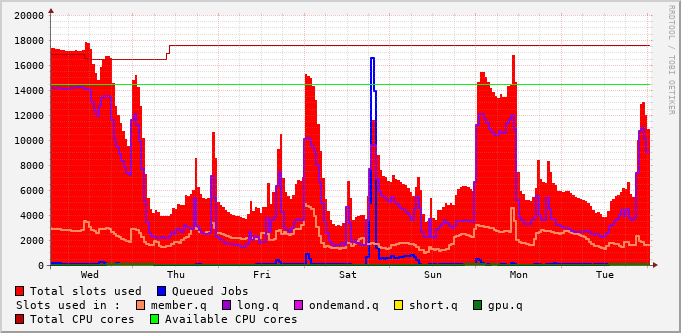 RRDTOOL / TOBI OETIKER
20000
18000
16000
14000
12000
10000
8000
6000
4000
2000
0
Wed Thu Fri Sat Sun Mon Tue
Total slots used Queued Jobs
Slots used in : member.q long.q ondemand.q short.q gpu.q
Total CPU cores Available CPU cores